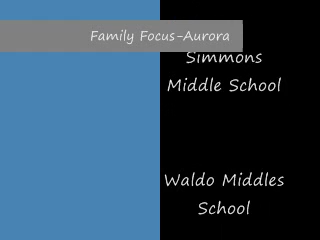 Family Focus-Aurora
Simmons
Middle School
Waldo Middles
School